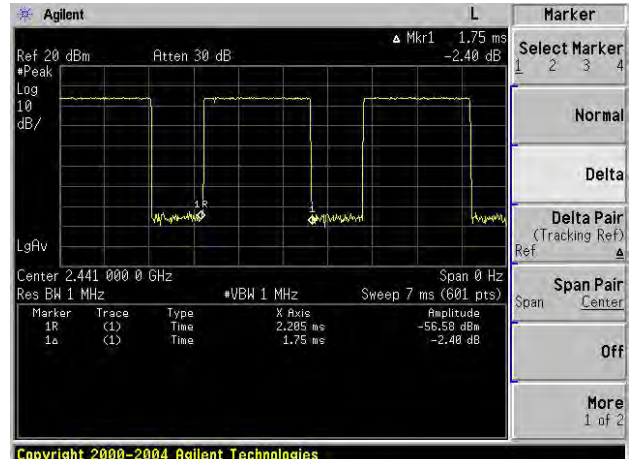 Agilent L Marker
Δ Mkr1 1.75 ms
Ref 20 dBm Atten 30 dB -2.40 dB
#Peak
Log
10
dB/
1R
1
LgAv
Center 2.441 000 0 GHz Span 0 Hz
Res BW 1 MHz #VBW 1 MHz Sweep 7 ms (601 pts)
Marker Trace Type X Axis Amplitude
1R (1) Time 2.205 ms -56.58 dBm
1Δ (1) Time 1.75 ms -2.40 dB
Select Marker
1 2 3 4
Normal
Delta
Delta Pair
(Tracking Ref)
Ref Δ
Span Pair
Span Center
Off
More
1 of 2
Copyright 2000-2004 Agilent Technologies